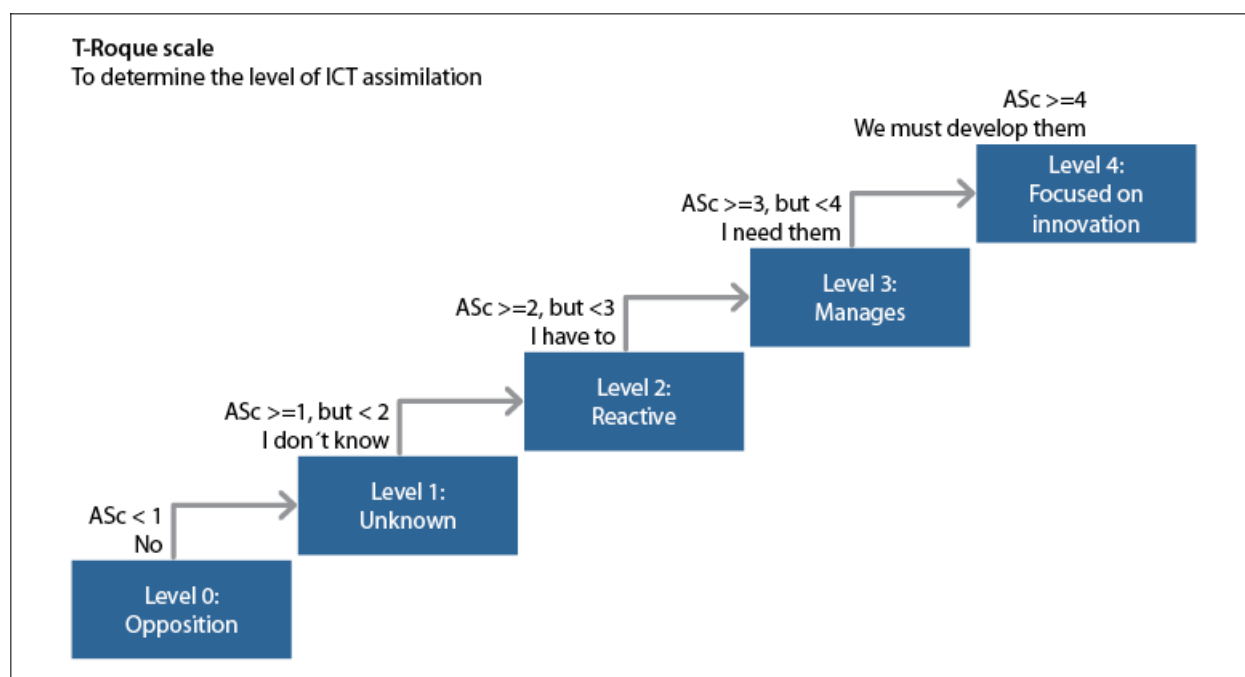 T-Roque scale
To determine the level of ICT assimilation
ASc >=4
We must develop them
Level 4:
Focused on
innovation
ASc >=3, but <4
I need them
Level 3:
Manages
ASc >=2, but <3
I have to
Level 2:
Reactive
ASc >=1, but < 2
I don´t know
Level 1:
Unknown
ASc < 1
No
Level 0:
Opposition